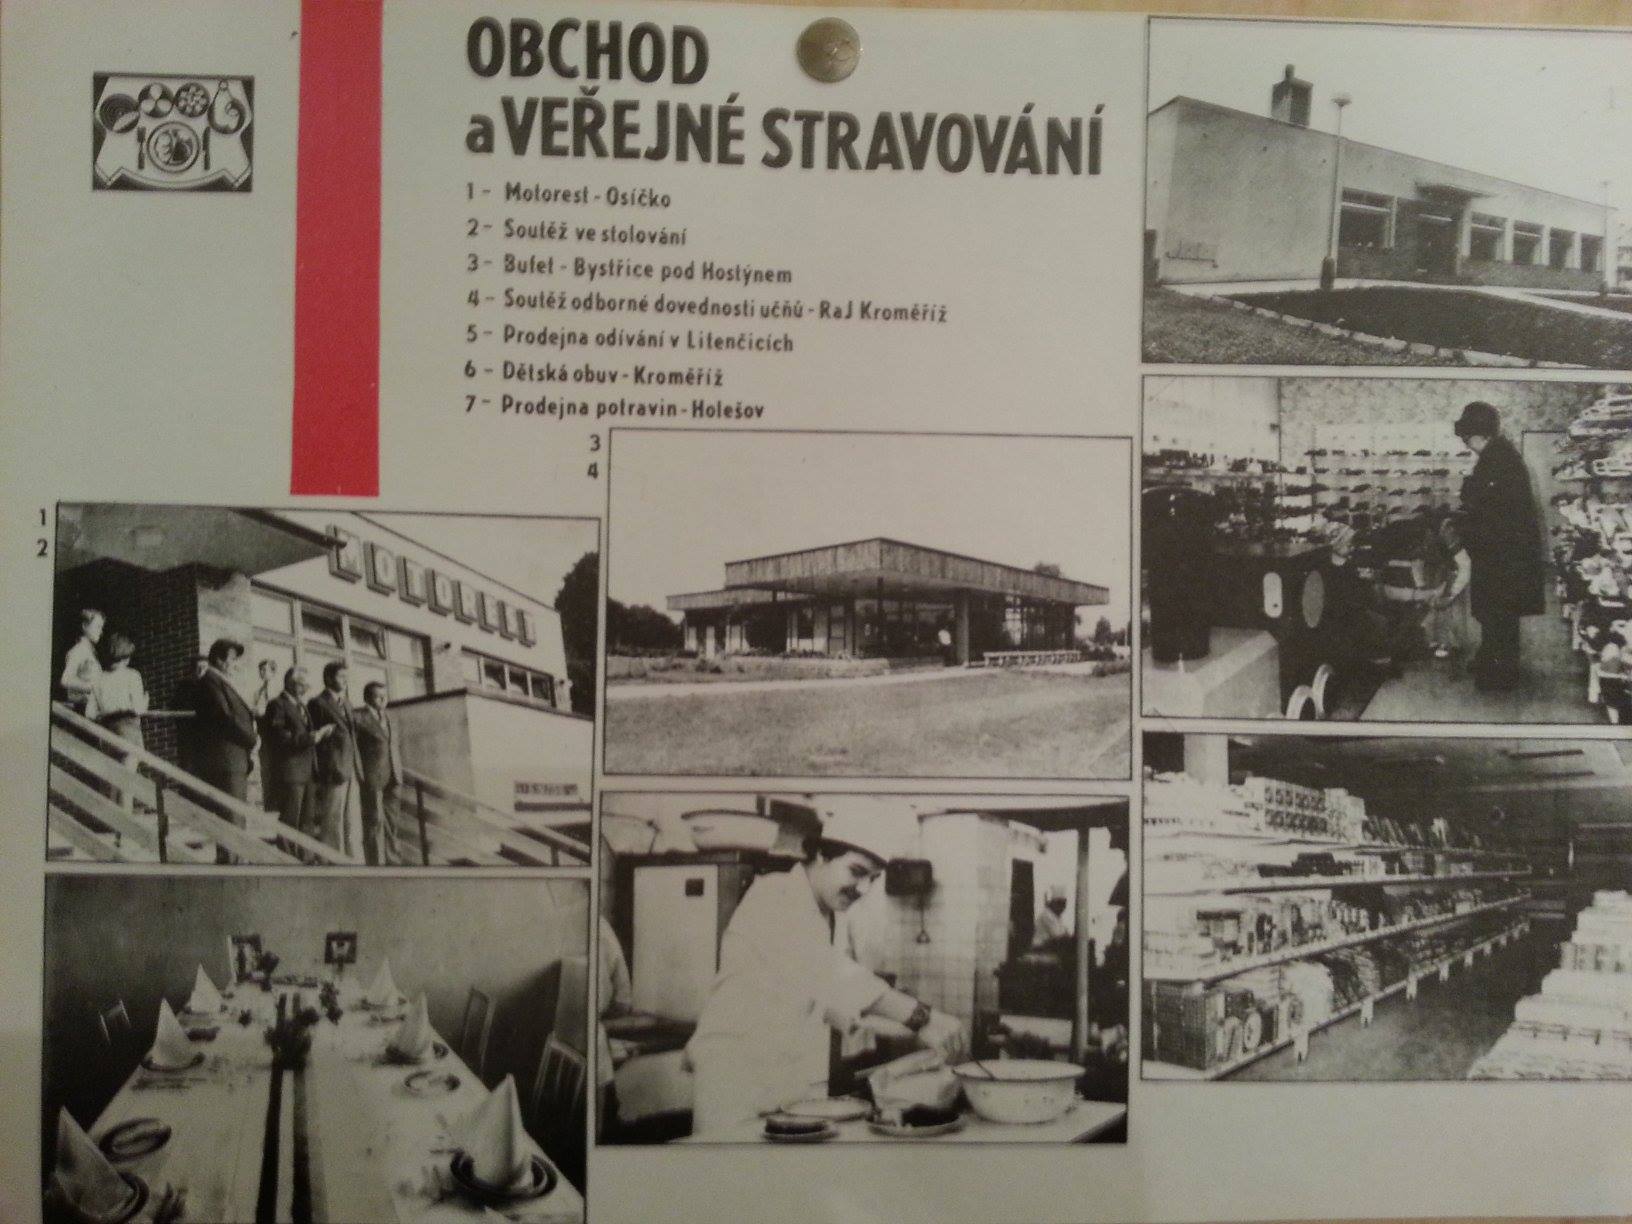 OBCHOD
a VEŘEJNÉ STRAVOVÁNÍ
1 - Motorest - Osíčko
2 - Soutěž ve stolování
3 - Bufet - Bystřice pod Hostýnem
4 - Soutěž odborné dovednosti učňů - RaJ Kroměříž
5 - Prodejna odívání v Litenčicích
6 - Dětská obuv - Kroměříž
7 - Prodejna potravin - Holešov
3
4
1
2
MOTOREST